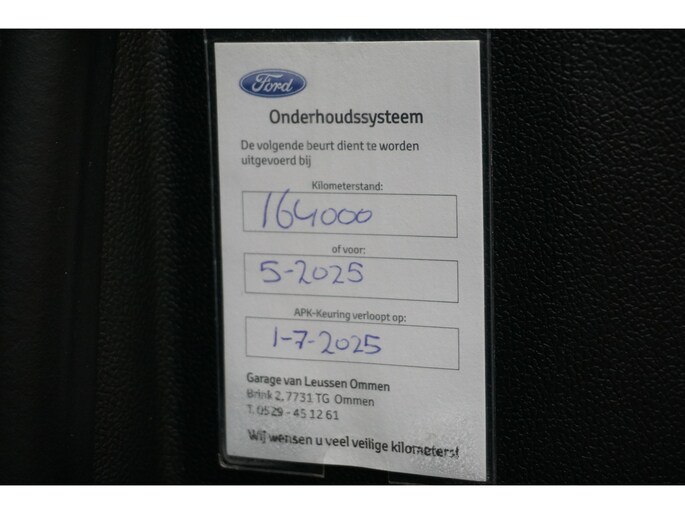 Ford
Onderhoudssysteem
De volgende beurt dient te worden
uitgevoerd bij
Kilometerstand:
164000
of voor:
5-2025
APK-Keuring verloopt op:
1-7-2025
Garage van Leussen Ommen
Brink 2, 7731 TG Ommen
T. 0529 - 45 12 61
Wij wensen u veel veilige kilometers!